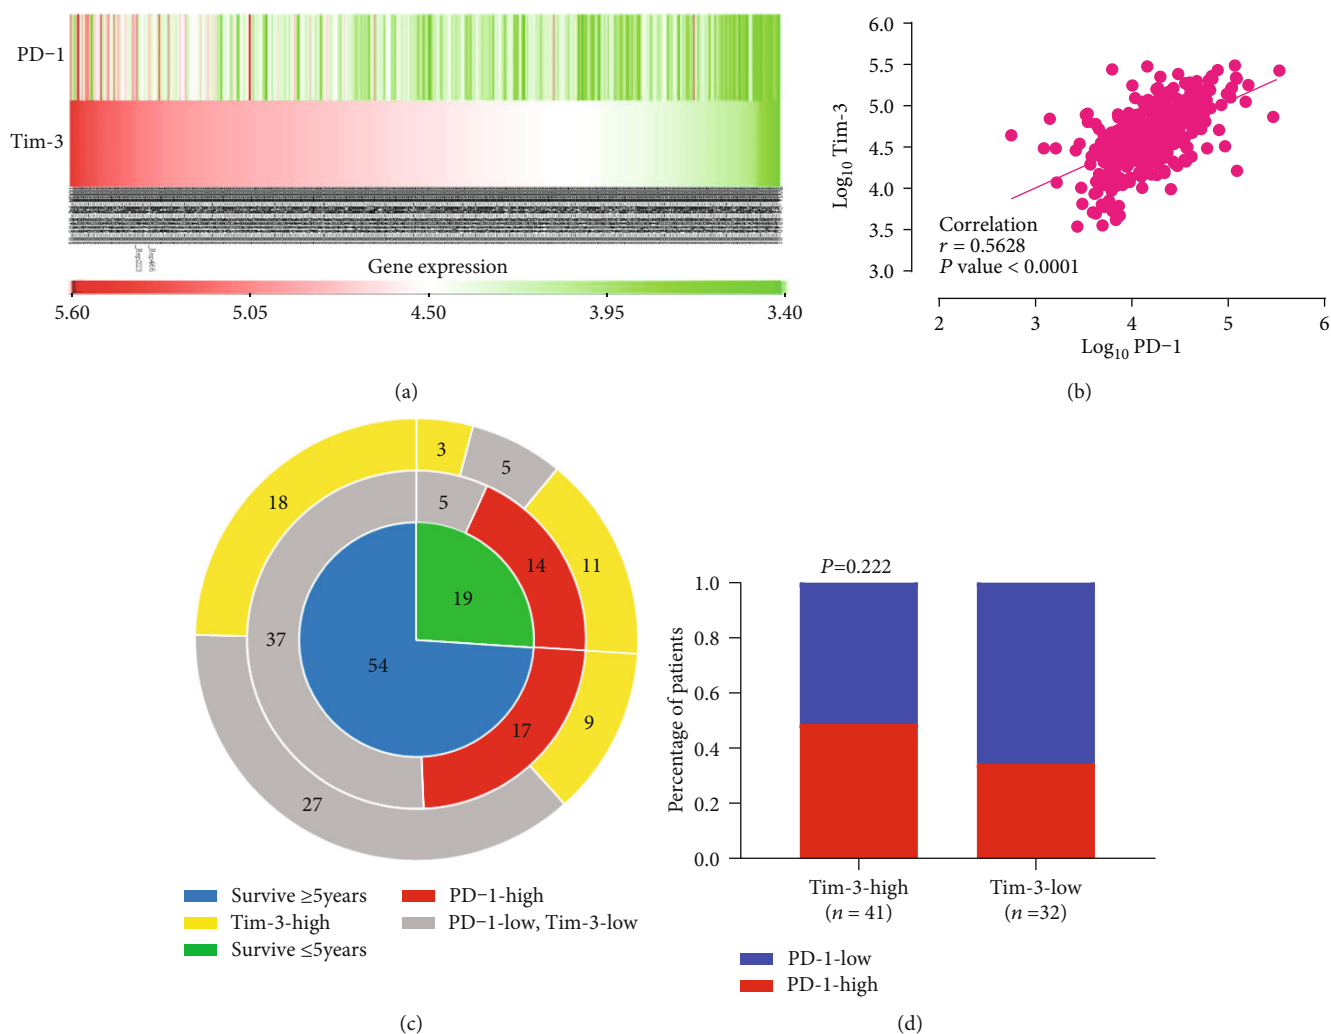 PD−1
Tim-3
_Rep223
_Rep466
Gene expression
5.60 5.05 4.50 3.95 3.40
(a)
6.0
5.5
5.0
4.5
4.0
3.5
3.0
Log10 Tim-3
Correlation
r = 0.5628
P value < 0.0001
2 3 4 5 6
Log10 PD−1
(b)
3
5
18
5
14
11
19
37
54
17
9
27
Survive ≥5years
Tim-3-high
Survive ≤5years
PD−1-high
PD−1-low, Tim-3-low
(c)
P=0.222
1.0
0.8
0.6
0.4
0.2
0.0
Percentage of patients
Tim-3-high
(n = 41)
Tim-3-low
(n =32)
PD-1-low
PD-1-high
(d)